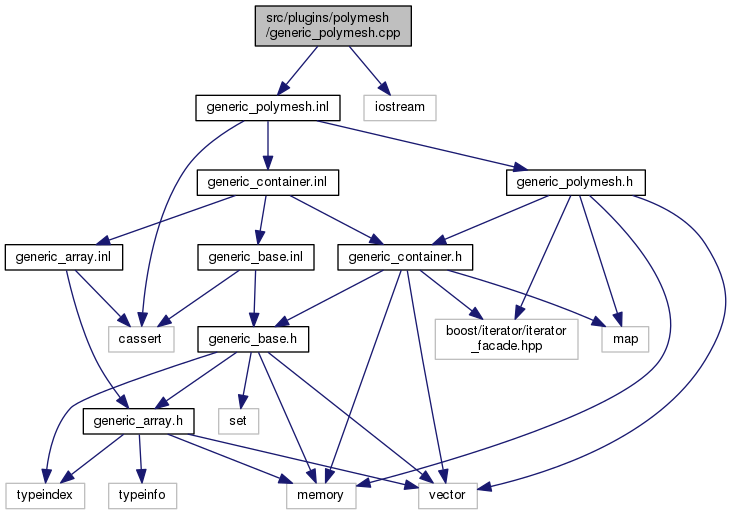 src/plugins/polymesh
/generic_polymesh.cpp
generic_polymesh.inl
iostream
generic_container.inl
generic_polymesh.h
generic_array.inl
generic_base.inl
generic_container.h
cassert
generic_base.h
boost/iterator/iterator
_facade.hpp
map
generic_array.h
set
typeindex
typeinfo
memory
vector